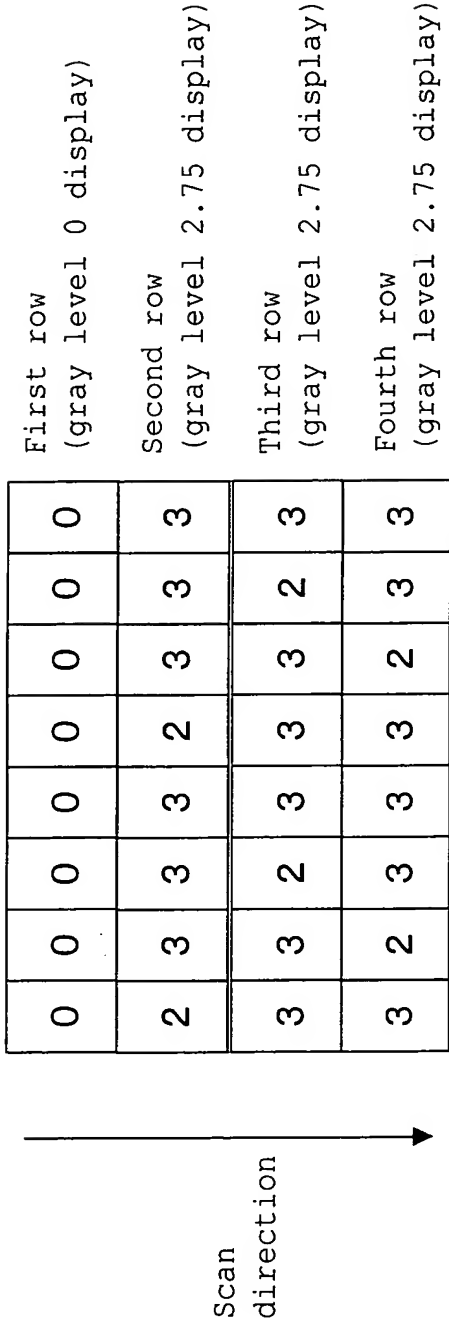 Scan
direction
0 0 0 0 0 0 0 0
First row
(gray level 0 display)
2 3 3 3 2 3 3 3
Second row
(gray level 2.75 display)
3 3 2 3 3 3 2 3
Third row
(gray level 2.75 display)
3 2 3 3 3 2 3 3
Fourth row
(gray level 2.75 display)